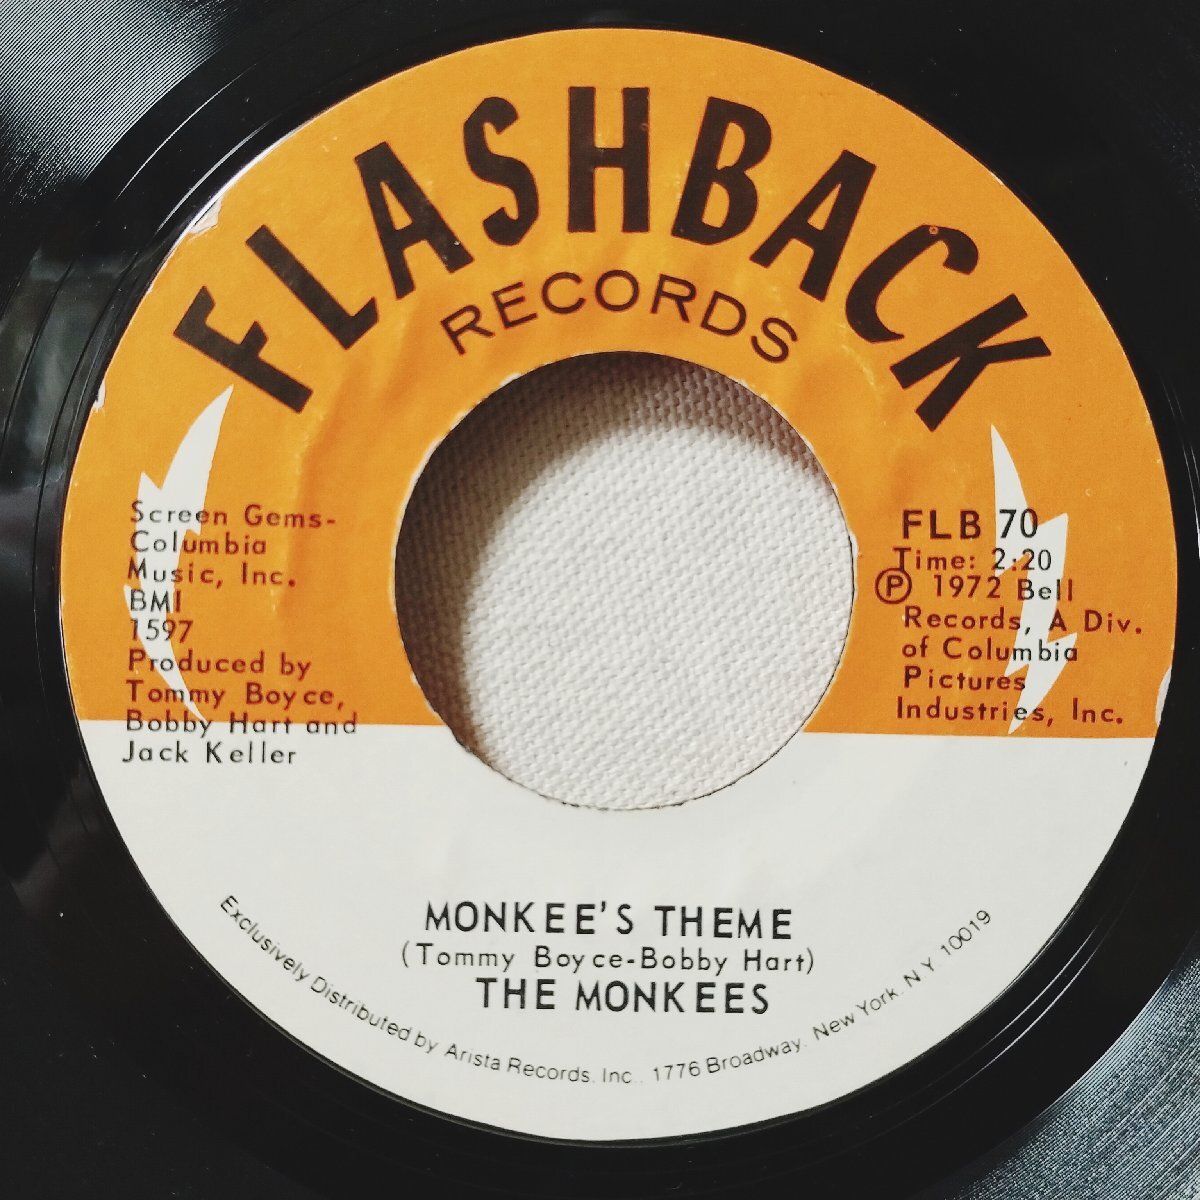 FLASHBACK
RECORDS
Screen Gems-
Columbia
Music, Inc.
BMI
1597
Produced by
Tommy Boyce,
Bobby Hart and
Jack Keller
FLB 70
Time: 2:20
Ⓟ 1972 Bell
Records, A Div.
of Columbia
Pictures
Industries, Inc.
MONKEE'S THEME
(Tommy Boyce-Bobby Hart)
THE MONKEES
Exclusively Distributed by Arista Records. Inc.. 1776 Broadway. New York. N.Y. 10019